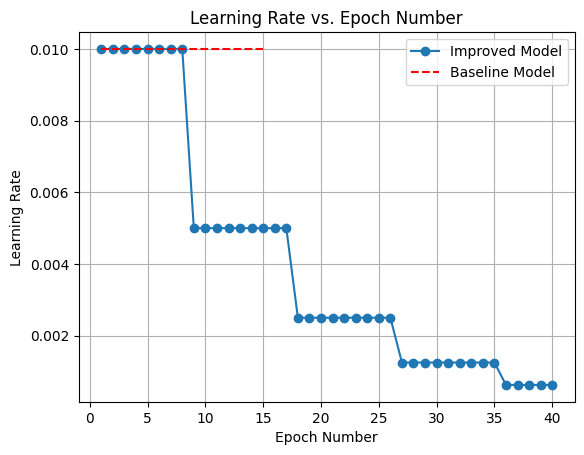 Learning Rate vs. Epoch Number
Improved Model
Baseline Model
0.010
0.008
0.006
0.004
0.002
Learning Rate
0 5 10 15 20 25 30 35 40
Epoch Number